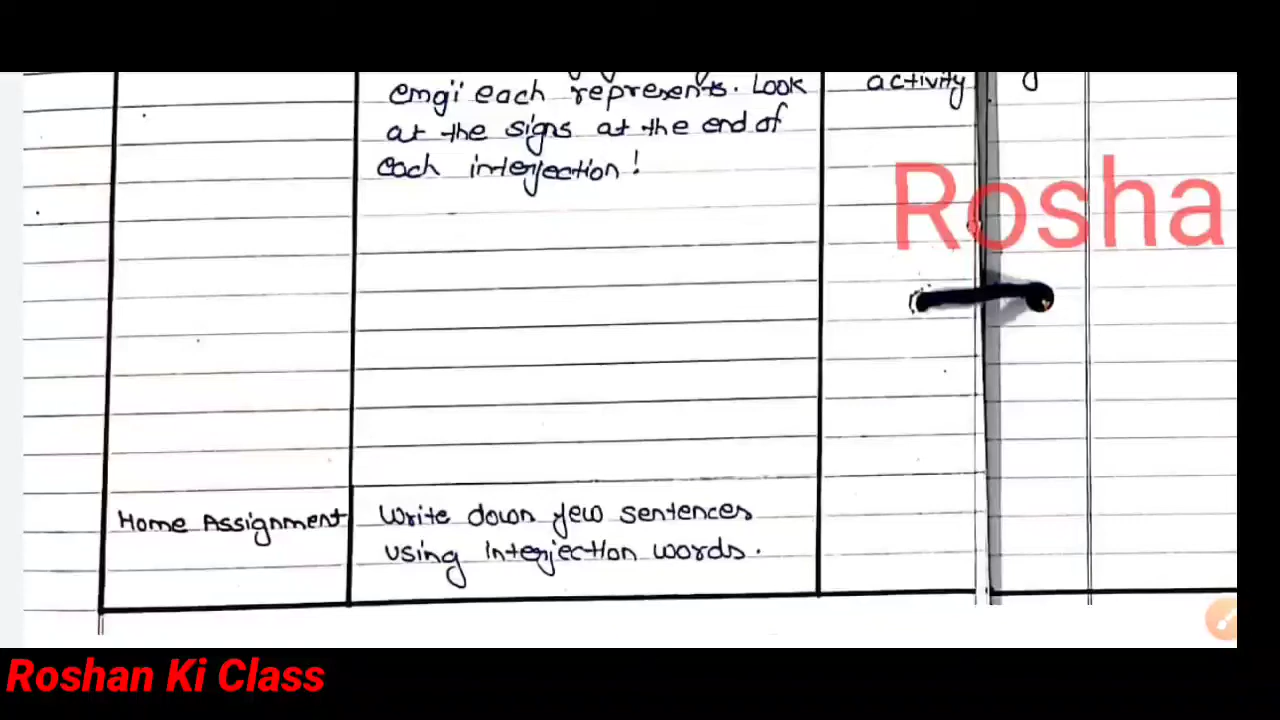 emgi each represents. Look
at the signs at the end of
each interjection!
activity
Rosha
Home Assignment
Write down few sentences
using interjection words.
Roshan Ki Class